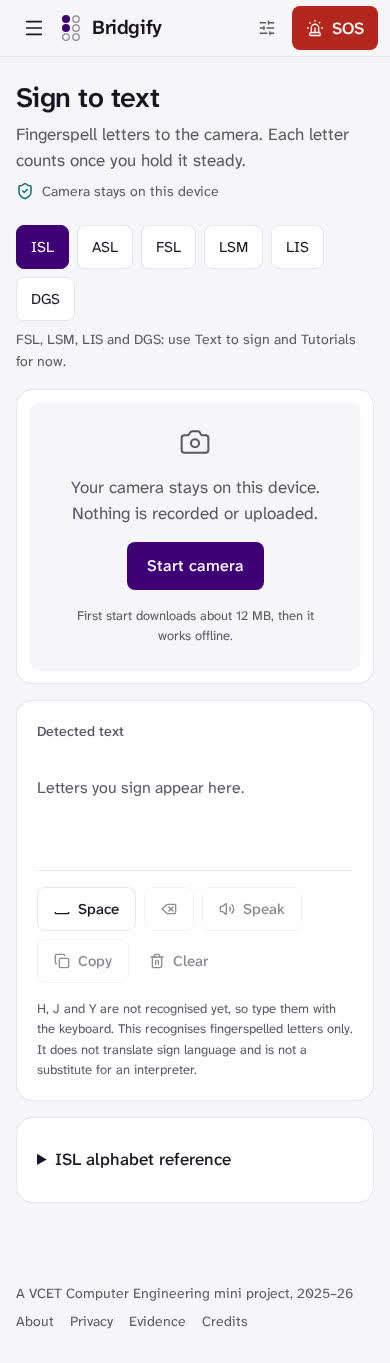 Bridgify
SOS
Sign to text
Fingerspell letters to the camera. Each letter
counts once you hold it steady.
Camera stays on this device
ISL
ASL
FSL
LSM
LIS
DGS
FSL, LSM, LIS and DGS: use Text to sign and Tutorials
for now.
Your camera stays on this device.
Nothing is recorded or uploaded.
Start camera
First start downloads about 12 MB, then it
works offline.
Detected text
Letters you sign appear here.
Space
Speak
Copy
Clear
H, J and Y are not recognised yet, so type them with
the keyboard. This recognises fingerspelled letters only.
It does not translate sign language and is not a
substitute for an interpreter.
ISL alphabet reference
A VCET Computer Engineering mini project, 2025–26
About Privacy Evidence Credits